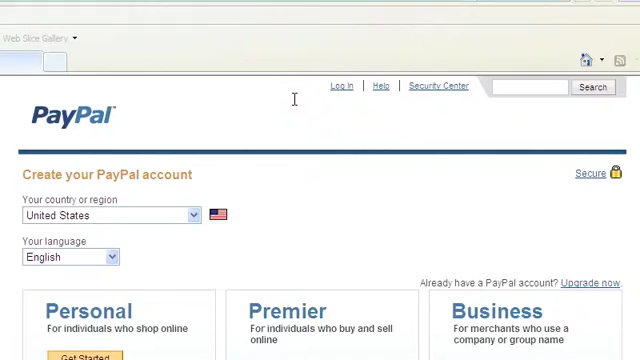 Web Slice Gallery
Log In | Help | Security Center
Search
PayPal™
Create your PayPal account
Secure
Your country or region
United States
Your language
English
Already have a PayPal account? Upgrade now.
Personal
For individuals who shop online
Get Started
Premier
For individuals who buy and sell
online
Business
For merchants who use a
company or group name